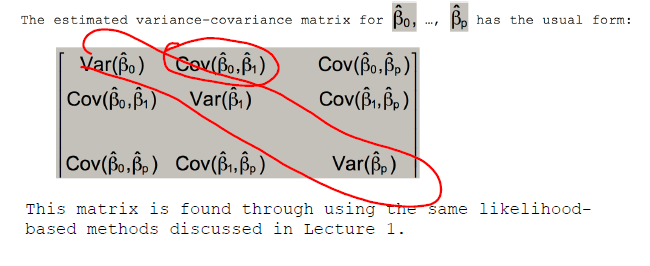 The estimated variance-covariance matrix for β̂₀, …, β̂ₚ has the usual form:
Var(β̂₀) Cov(β̂₀,β̂₁) Cov(β̂₀,β̂ₚ)
Cov(β̂₀,β̂₁) Var(β̂₁) Cov(β̂₁,β̂ₚ)
Cov(β̂₀,β̂ₚ) Cov(β̂₁,β̂ₚ) Var(β̂ₚ)
This matrix is found through using the same likelihood-
based methods discussed in Lecture 1.